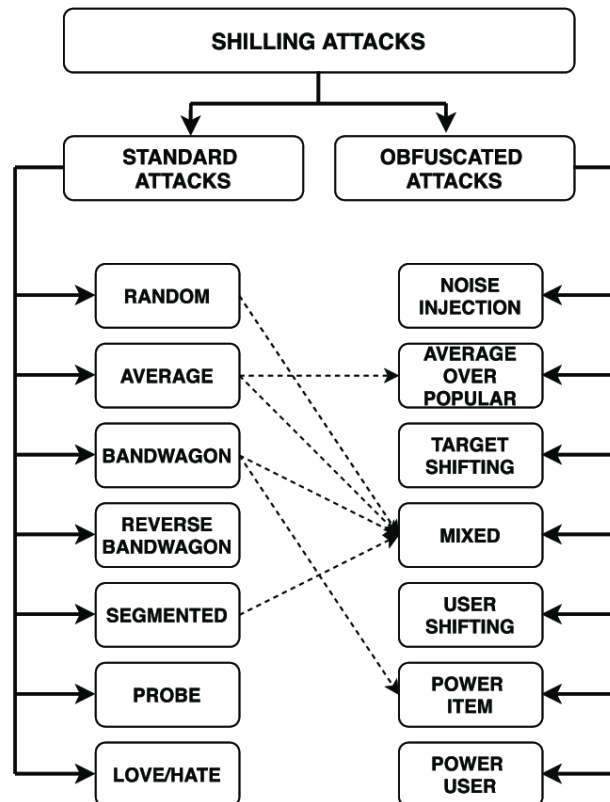 SHILLING ATTACKS
STANDARD
ATTACKS
OBFUSCATED
ATTACKS
RANDOM
NOISE
INJECTION
AVERAGE
AVERAGE
OVER
POPULAR
BANDWAGON
TARGET
SHIFTING
REVERSE
BANDWAGON
MIXED
SEGMENTED
USER
SHIFTING
PROBE
POWER
ITEM
LOVE/HATE
POWER
USER